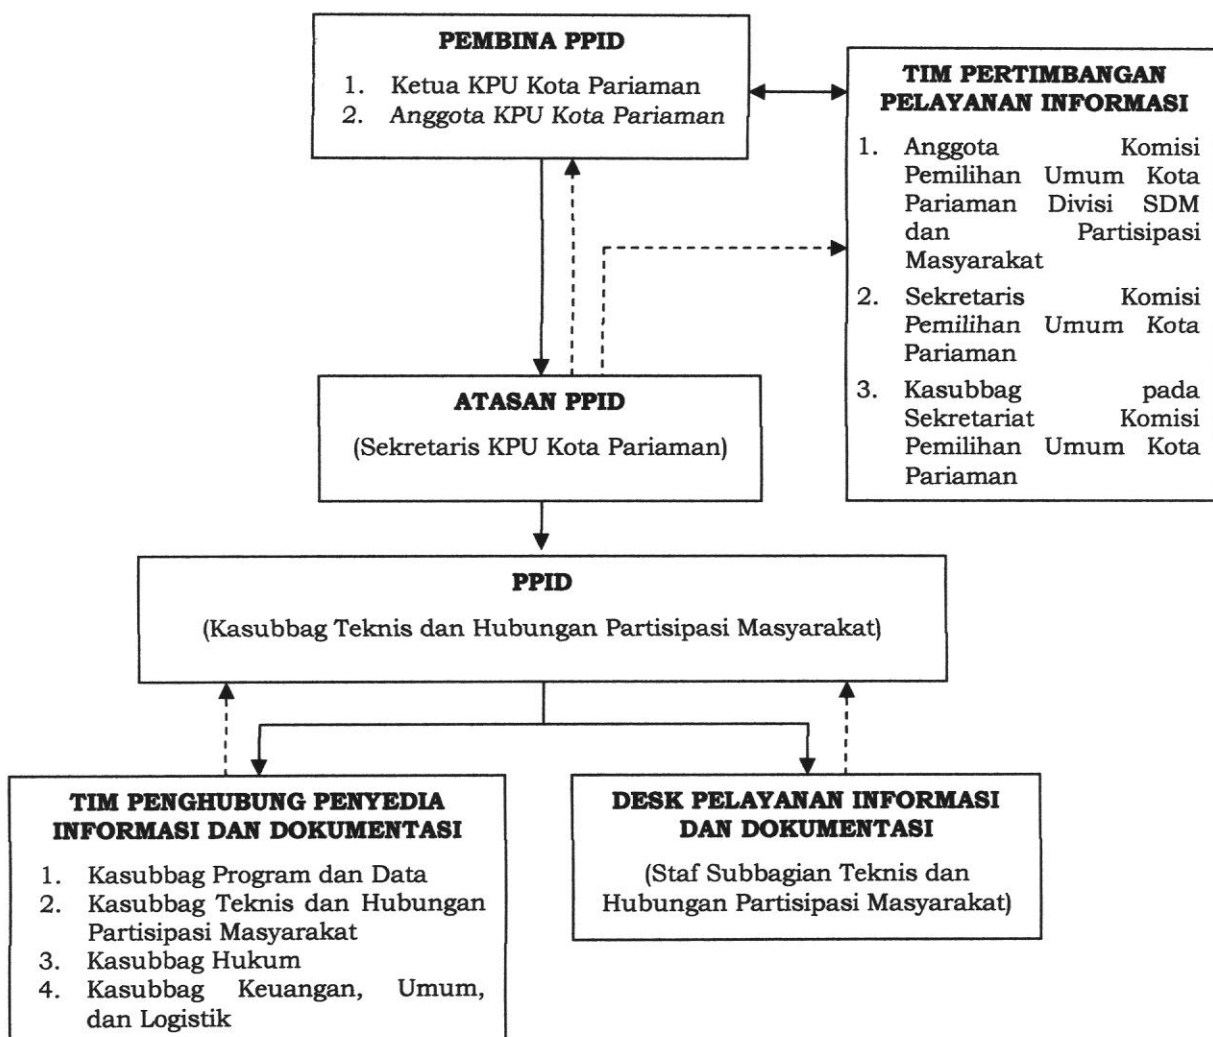 PEMBINA PPID
1. Ketua KPU Kota Pariaman
2. Anggota KPU Kota Pariaman
TIM PERTIMBANGAN
PELAYANAN INFORMASI
1. Anggota Komisi
Pemilihan Umum Kota
Pariaman Divisi SDM
dan Partisipasi
Masyarakat
2. Sekretaris Komisi
Pemilihan Umum Kota
Pariaman
3. Kasubbag pada
Sekretariat Komisi
Pemilihan Umum Kota
Pariaman
ATASAN PPID
(Sekretaris KPU Kota Pariaman)
PPID
(Kasubbag Teknis dan Hubungan Partisipasi Masyarakat)
TIM PENGHUBUNG PENYEDIA
INFORMASI DAN DOKUMENTASI
1. Kasubbag Program dan Data
2. Kasubbag Teknis dan Hubungan
Partisipasi Masyarakat
3. Kasubbag Hukum
4. Kasubbag Keuangan, Umum,
dan Logistik
DESK PELAYANAN INFORMASI
DAN DOKUMENTASI
(Staf Subbagian Teknis dan
Hubungan Partisipasi Masyarakat)